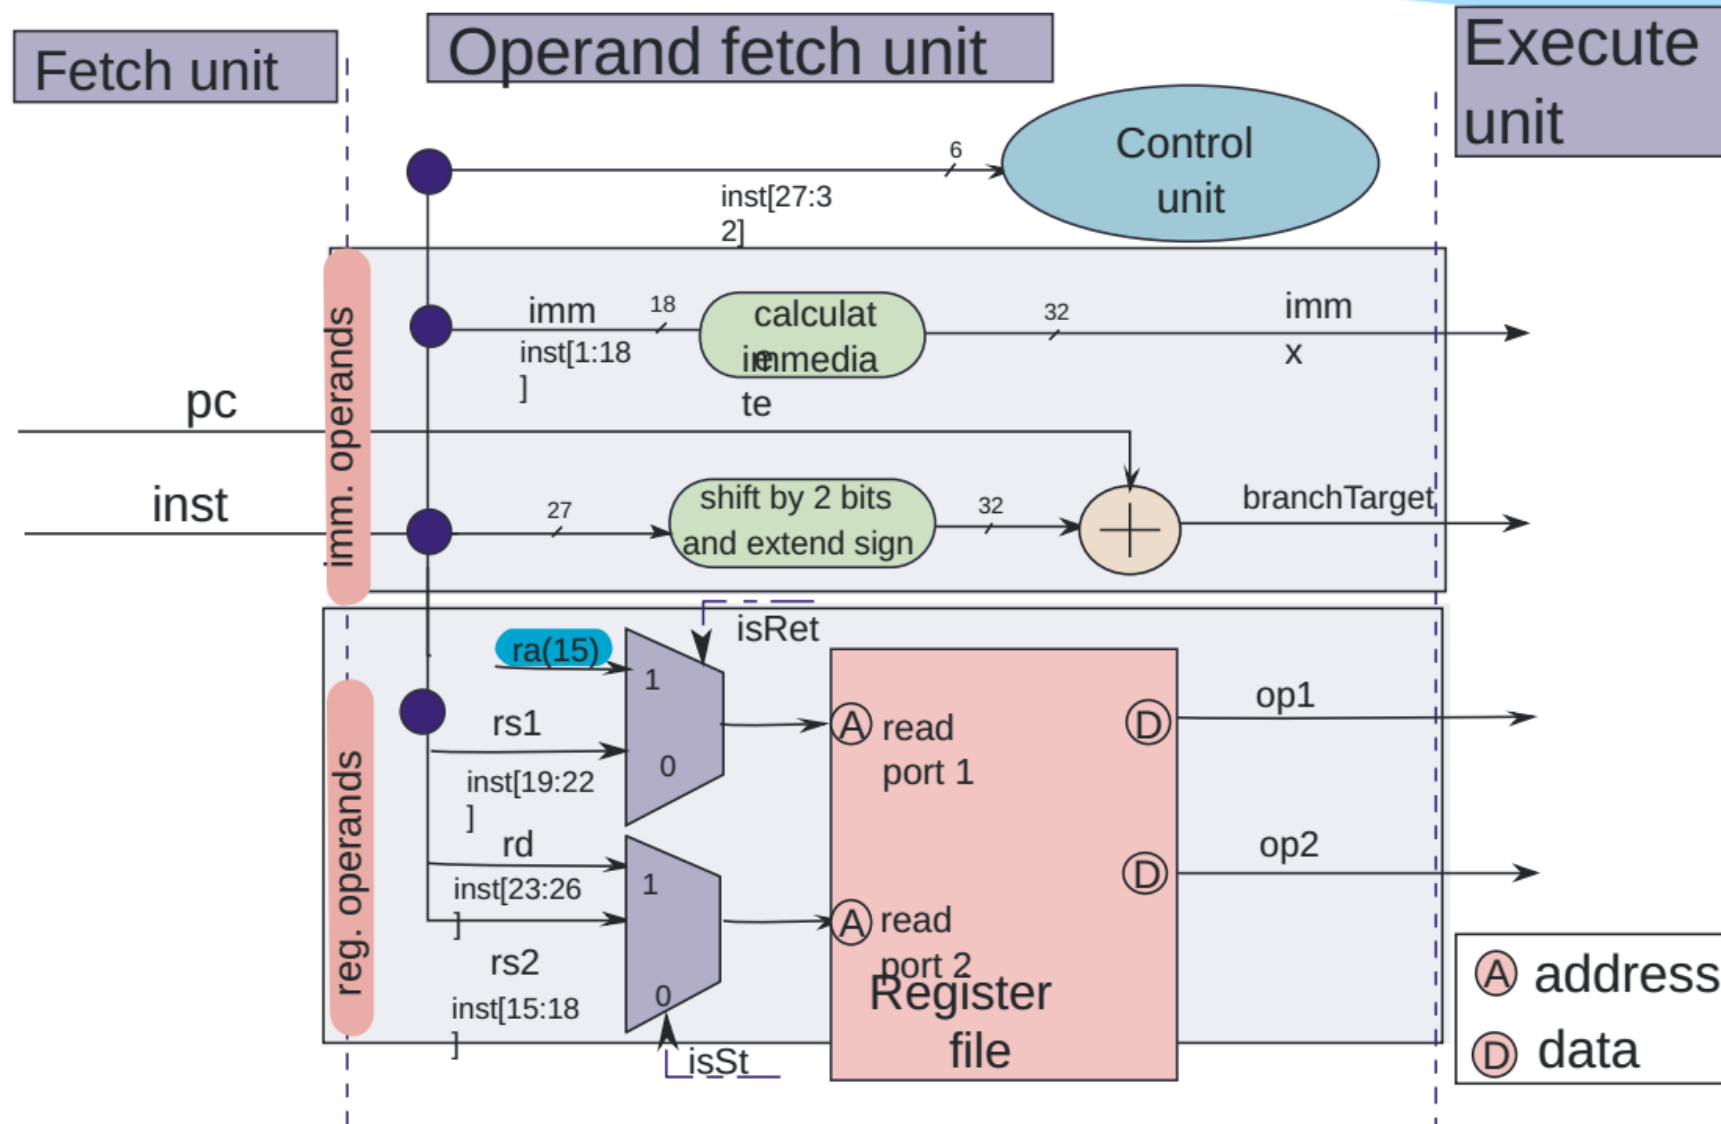 Fetch unit
Operand fetch unit
Execute
unit
Control
unit
6
inst[27:3
2]
imm
18
inst[1:18
]
calculat
e
immedia
te
32
imm
x
imm. operands
pc
inst
27
shift by 2 bits
and extend sign
32
branchTarget
isRet
ra(15)
1
rs1
0
inst[19:22
]
A
read
port 1
D
op1
reg. operands
rd
1
inst[23:26
]
rs2
0
inst[15:18
]
isSt
A
read
port 2
D
op2
Register
file
A address
D data